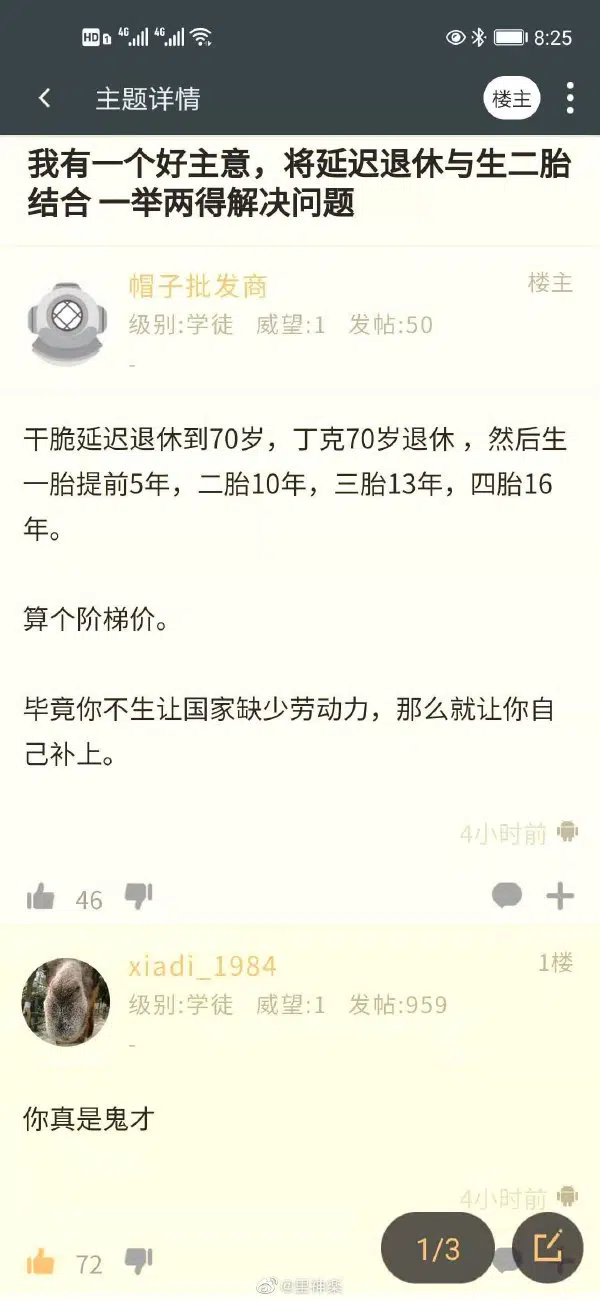 HD 1 4G 4G 8:25
主题详情 楼主
我有一个好主意，将延迟退休与生二胎
结合 一举两得解决问题
帽子批发商 楼主
级别:学徒 威望:1 发帖:50
-
干脆延迟退休到70岁，丁克70岁退休 ，然后生
一胎提前5年，二胎10年，三胎13年，四胎16
年。
算个阶梯价。
毕竟你不生让国家缺少劳动力，那么就让你自
己补上。
4小时前
46
xiadi_1984 1楼
级别:学徒 威望:1 发帖:959
-
你真是鬼才
4小时前
72
1/3